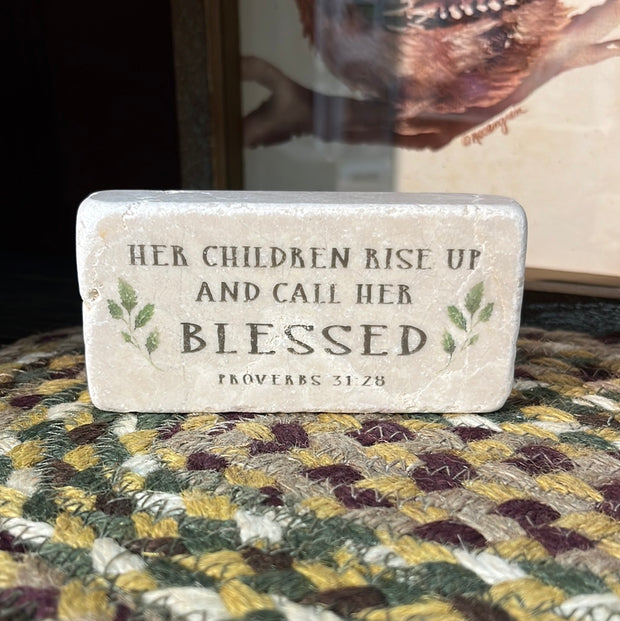 HER CHILDREN RISE UP
AND CALL HER
BLESSED
PROVERBS 31:28